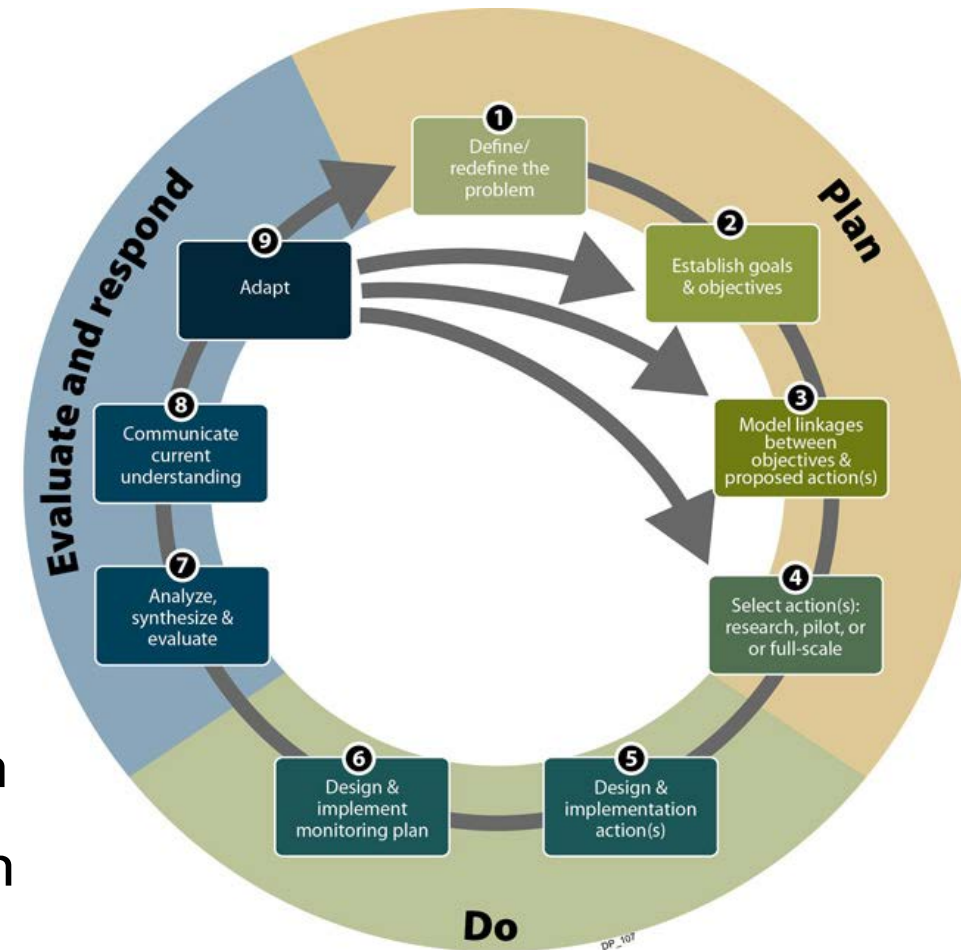 1
Define/
redefine the
problem
2
Establish goals
& objectives
3
Model linkages
between
objectives &
proposed action(s)
4
Select action(s):
research, pilot, or
or full-scale
5
Design &
implementation
action(s)
6
Design &
implement
monitoring plan
7
Analyze,
synthesize &
evaluate
8
Communicate
current
understanding
9
Adapt
Plan
Do
Evaluate and respond
DP_107
n